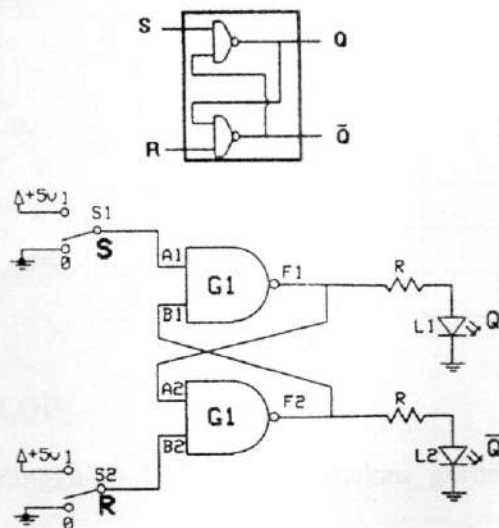 S Q
R Q̅
+5v 1
S1
S
0
A1
G1
F1
R
B1
L1 Q
A2
G1
F2
R
B2
L2 Q̅
+5v 1
S2
R
0